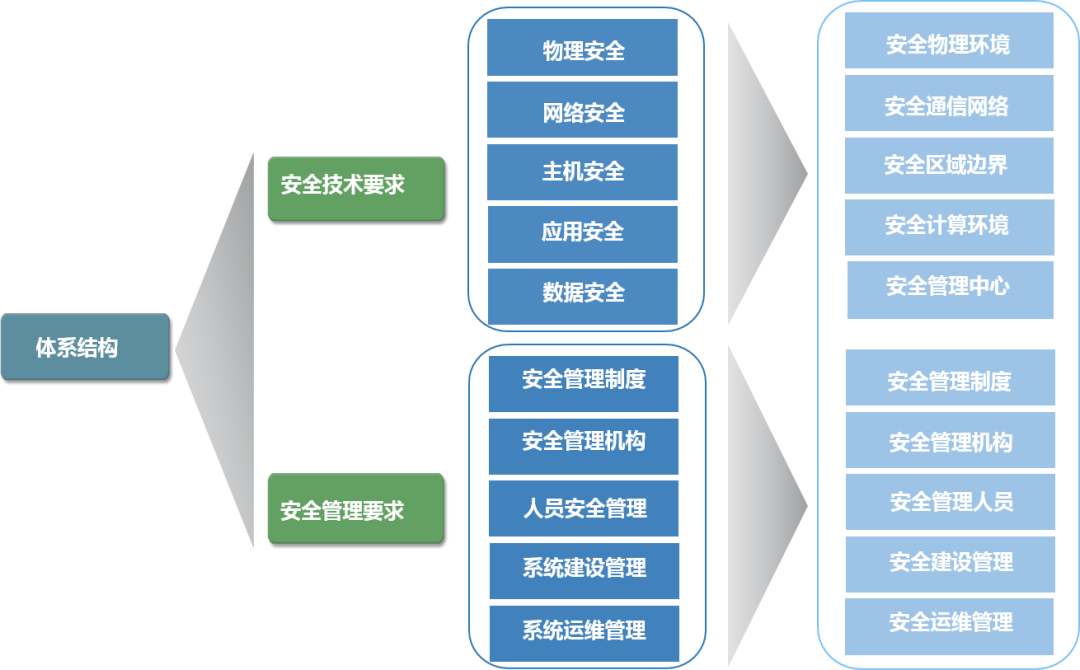 体系结构
安全技术要求
物理安全
网络安全
主机安全
应用安全
数据安全
安全物理环境
安全通信网络
安全区域边界
安全计算环境
安全管理中心
安全管理要求
安全管理制度
安全管理机构
人员安全管理
系统建设管理
系统运维管理
安全管理制度
安全管理机构
安全管理人员
安全建设管理
安全运维管理